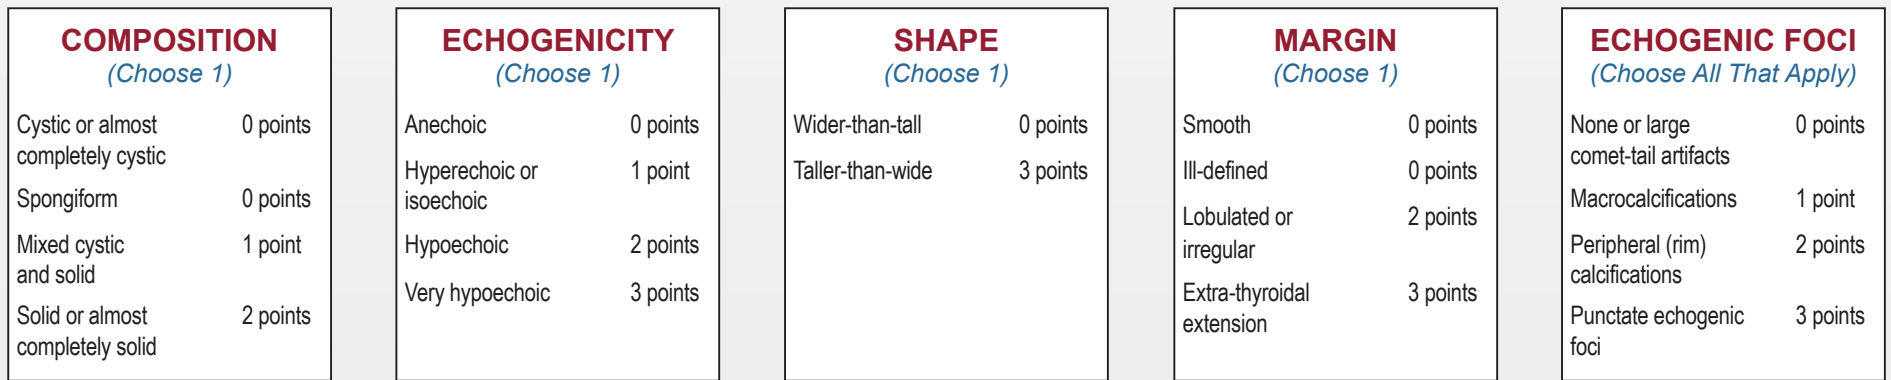 COMPOSITION
(Choose 1)
Cystic or almost 0 points
completely cystic
Spongiform 0 points
Mixed cystic 1 point
and solid
Solid or almost 2 points
completely solid
ECHOGENICITY
(Choose 1)
Anechoic 0 points
Hyperechoic or 1 point
isoechoic
Hypoechoic 2 points
Very hypoechoic 3 points
SHAPE
(Choose 1)
Wider-than-tall 0 points
Taller-than-wide 3 points
MARGIN
(Choose 1)
Smooth 0 points
Ill-defined 0 points
Lobulated or 2 points
irregular
Extra-thyroidal 3 points
extension
ECHOGENIC FOCI
(Choose All That Apply)
None or large 0 points
comet-tail artifacts
Macrocalcifications 1 point
Peripheral (rim) 2 points
calcifications
Punctate echogenic 3 points
foci